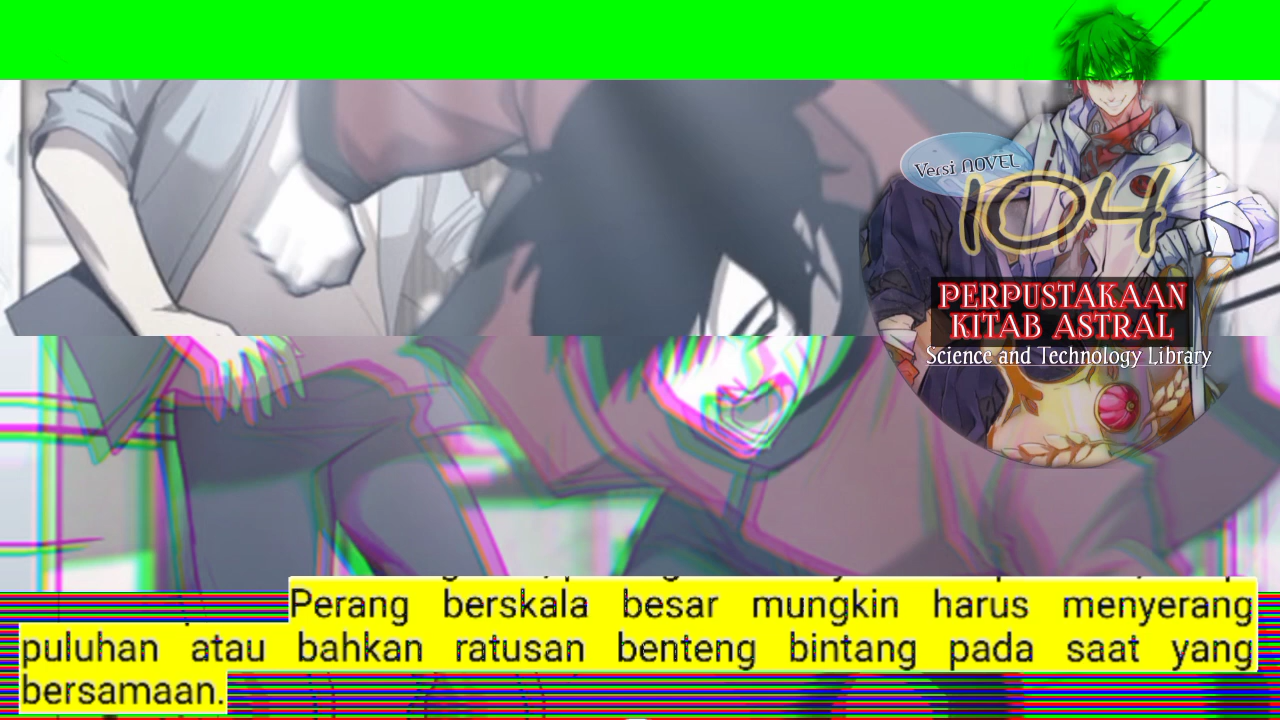 Versi NOVEL
104
PERPUSTAKAAN
KITAB ASTRAL
Science and Technology Library
Perang berskala besar mungkin harus menyerang
puluhan atau bahkan ratusan benteng bintang pada saat yang
bersamaan.